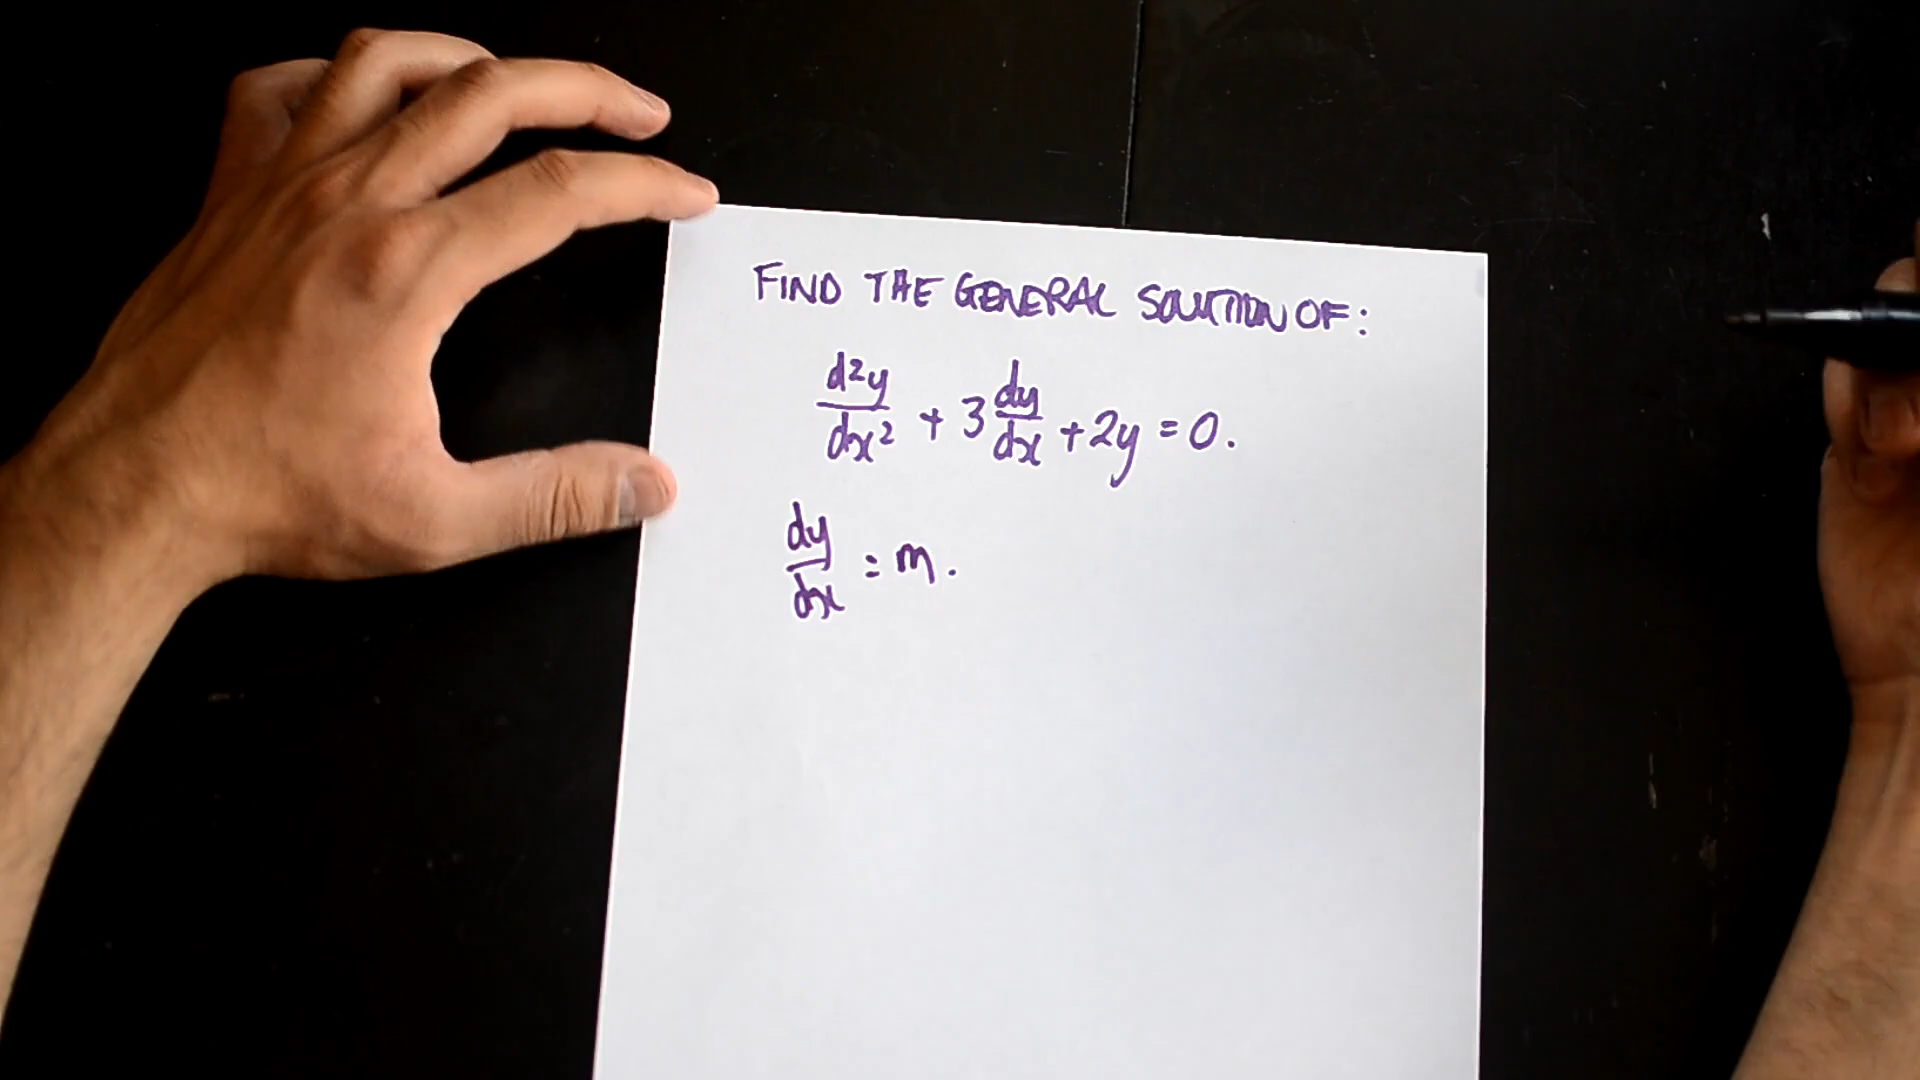 FIND THE GENERAL SOLUTION OF:
d²y/dx² + 3 dy/dx + 2y = 0.
dy/dx = m.